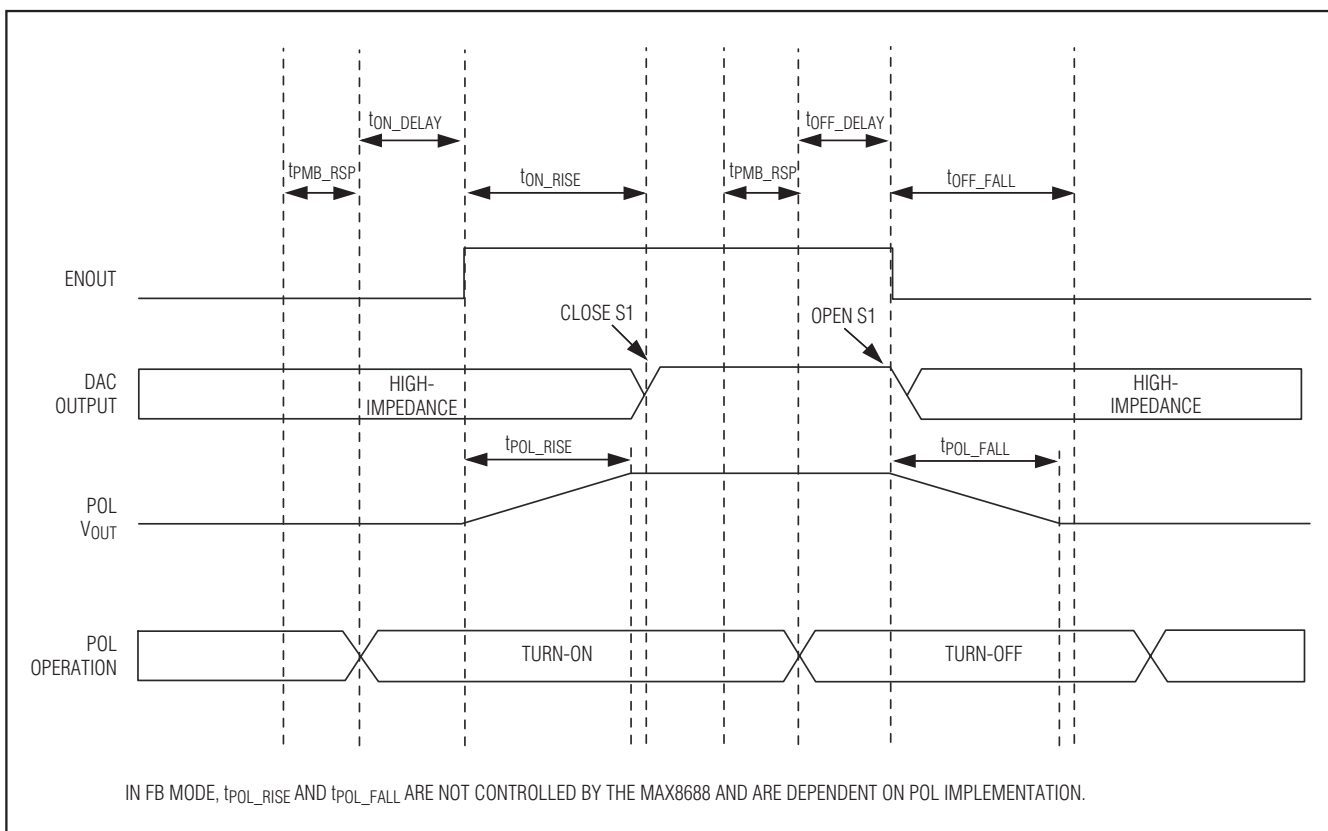 tON_DELAY
tOFF_DELAY
tPMB_RSP
tON_RISE
tPMB_RSP
tOFF_FALL
ENOUT
CLOSE S1
OPEN S1
DAC
OUTPUT
HIGH-
IMPEDANCE
HIGH-
IMPEDANCE
tPOL_RISE
tPOL_FALL
POL
VOUT
POL
OPERATION
TURN-ON
TURN-OFF
IN FB MODE, tPOL_RISE AND tPOL_FALL ARE NOT CONTROLLED BY THE MAX8688 AND ARE DEPENDENT ON POL IMPLEMENTATION.